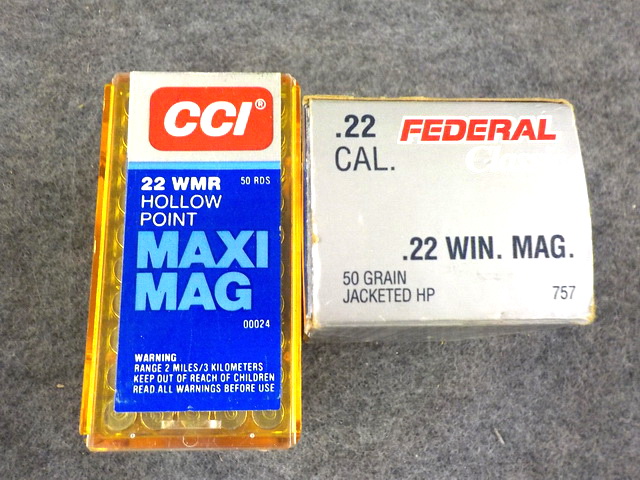 CCI®
22 WMR 50 RDS
HOLLOW
POINT
MAXI
MAG
00024
WARNING
RANGE 2 MILES/3 KILOMETERS
KEEP OUT OF REACH OF CHILDREN
READ ALL WARNINGS BEFORE USE
.22 FEDERAL
CAL.
.22 WIN. MAG.
50 GRAIN
JACKETED HP 757